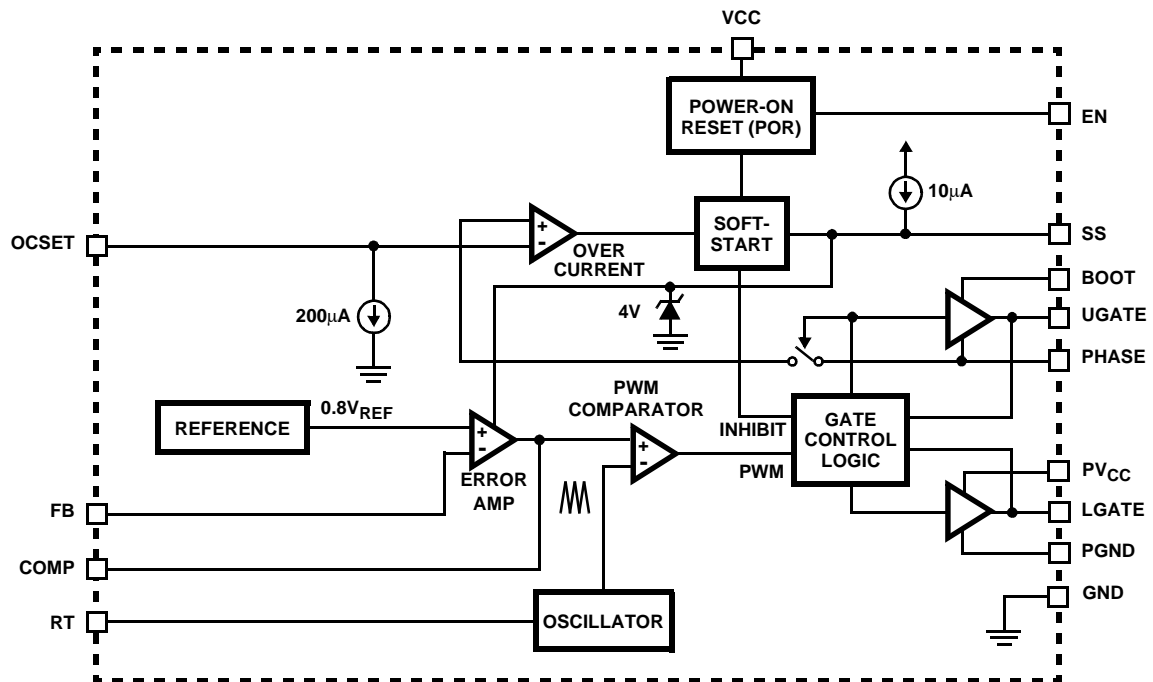 VCC
POWER-ON
RESET (POR)
EN
10μA
SOFT-
START
SS
OCSET
+
-
OVER
CURRENT
BOOT
200μA
4V
UGATE
PHASE
PWM
COMPARATOR
0.8VREF
REFERENCE
+
-
+
-
INHIBIT
GATE
CONTROL
LOGIC
PWM
ERROR
AMP
PVCC
FB
LGATE
COMP
PGND
GND
RT
OSCILLATOR